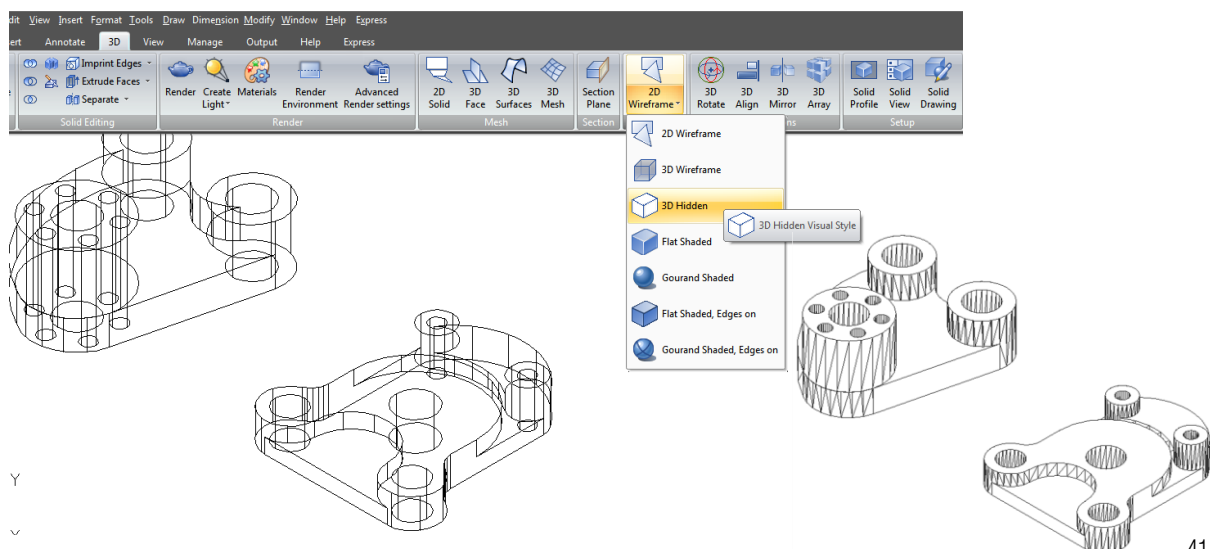 dit View Insert Format Tools Draw Dimension Modify Window Help Express
ert Annotate 3D View Manage Output Help Express
Imprint Edges
Extrude Faces
Separate
Solid Editing
Render Create Light Materials Render Environment Advanced Render settings
Render
2D Solid 3D Face 3D Surfaces 3D Mesh
Mesh
Section Plane
Section
2D Wireframe
3D Rotate 3D Align 3D Mirror 3D Array
ns
Solid Profile Solid View Solid Drawing
Setup
2D Wireframe
3D Wireframe
3D Hidden
3D Hidden Visual Style
Flat Shaded
Gourand Shaded
Flat Shaded, Edges on
Gourand Shaded, Edges on
Y
41